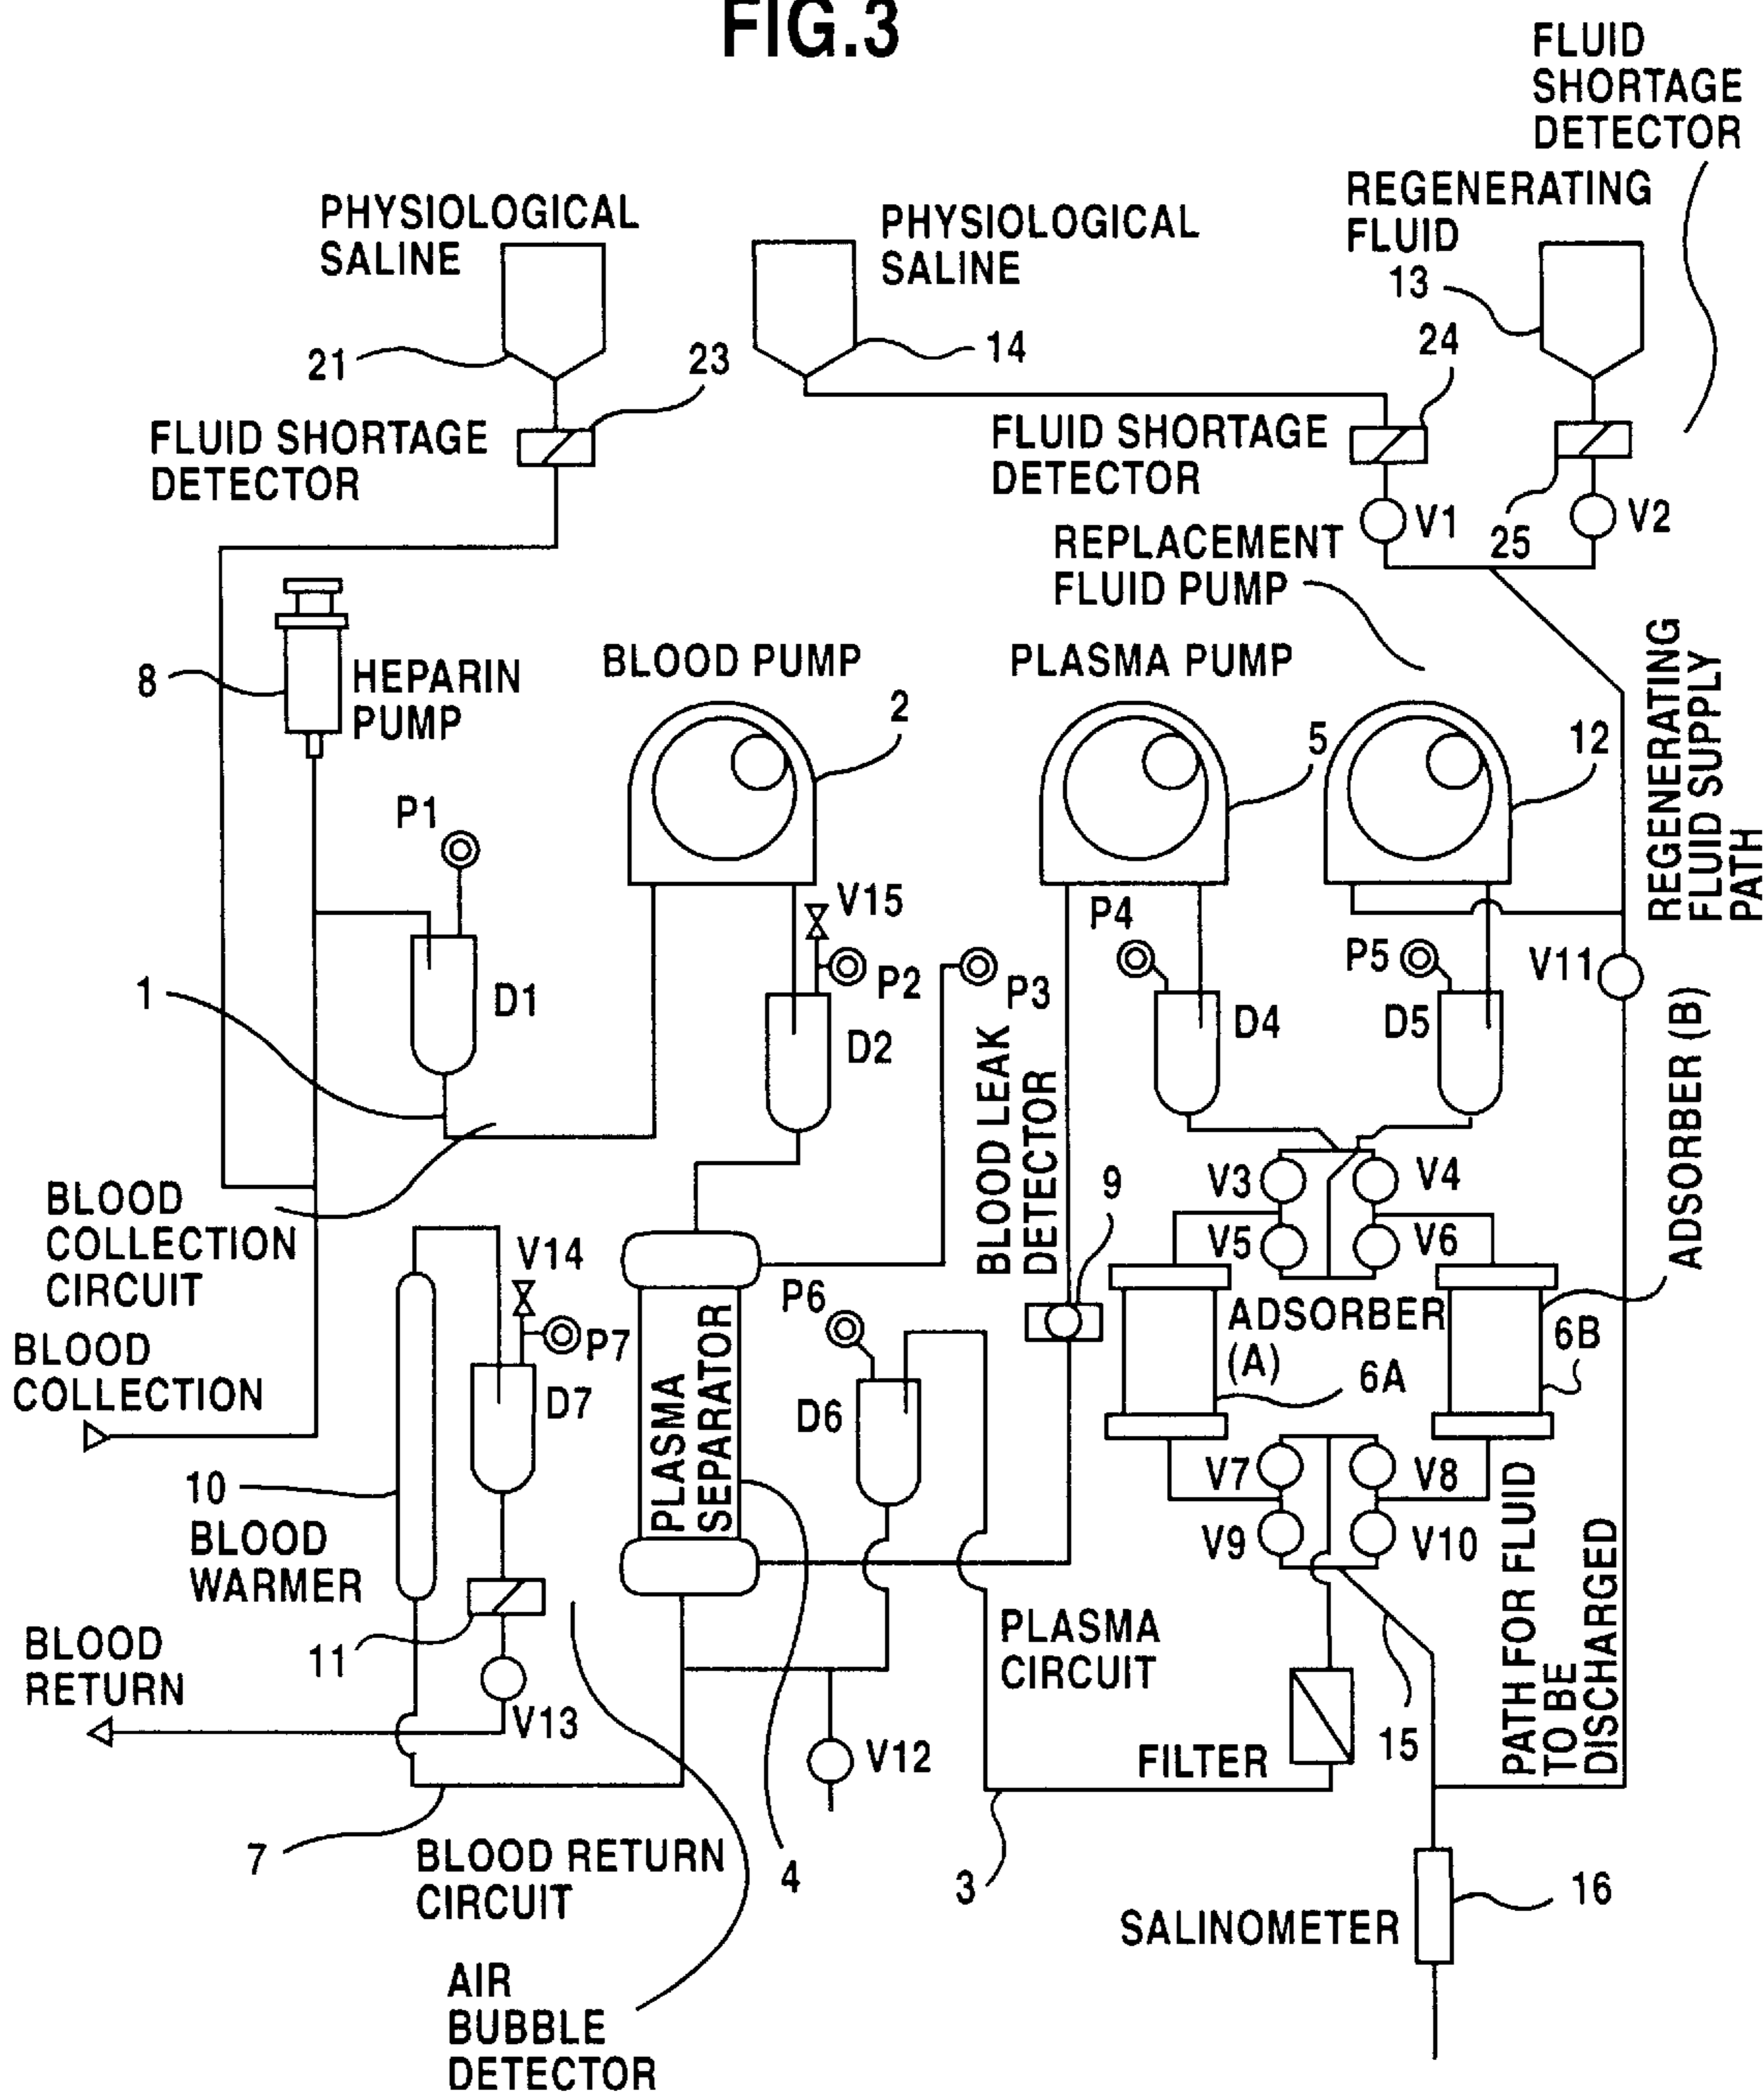 FIG.3
FLUID
SHORTAGE
DETECTOR
PHYSIOLOGICAL
SALINE
PHYSIOLOGICAL
SALINE
REGENERATING
FLUID
13
21
23
14
24
FLUID SHORTAGE
DETECTOR
FLUID SHORTAGE
DETECTOR
V1
25
V2
REPLACEMENT
FLUID PUMP
8
HEPARIN
PUMP
BLOOD PUMP
2
PLASMA PUMP
5
12
REGENERATING
FLUID SUPPLY
PATH
P1
V15
P2
P3
P4
P5
V11
1
D1
D2
D4
D5
BLOOD LEAK
DETECTOR
9
V3
V4
V5
V6
ADSORBER (B)
BLOOD
COLLECTION
CIRCUIT
V14
P7
P6
ADSORBER
(A)
6A
6B
BLOOD
COLLECTION
D7
PLASMA
SEPARATOR
D6
10
BLOOD
WARMER
V7
V8
V9
V10
PATH FOR FLUID
TO BE
DISCHARGED
BLOOD
RETURN
11
V13
PLASMA
CIRCUIT
V12
FILTER
15
7
BLOOD RETURN
CIRCUIT
4
3
16
SALINOMETER
AIR
BUBBLE
DETECTOR